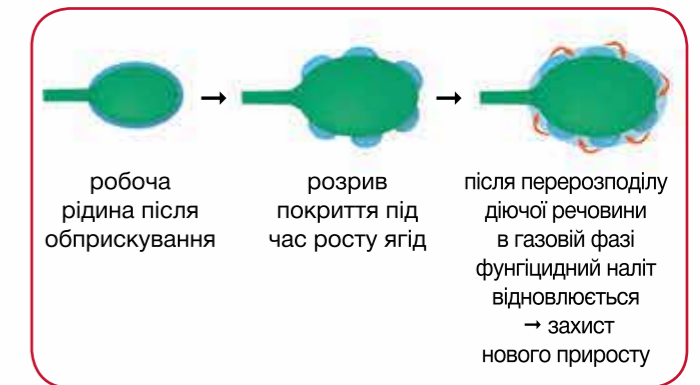 робоча
рідина після
обприскування
розрив
покриття під
час росту ягід
після перерозподілу
діючої речовини
в газовій фазі
фунгіцидний наліт
відновлюється
➞ захист
нового приросту